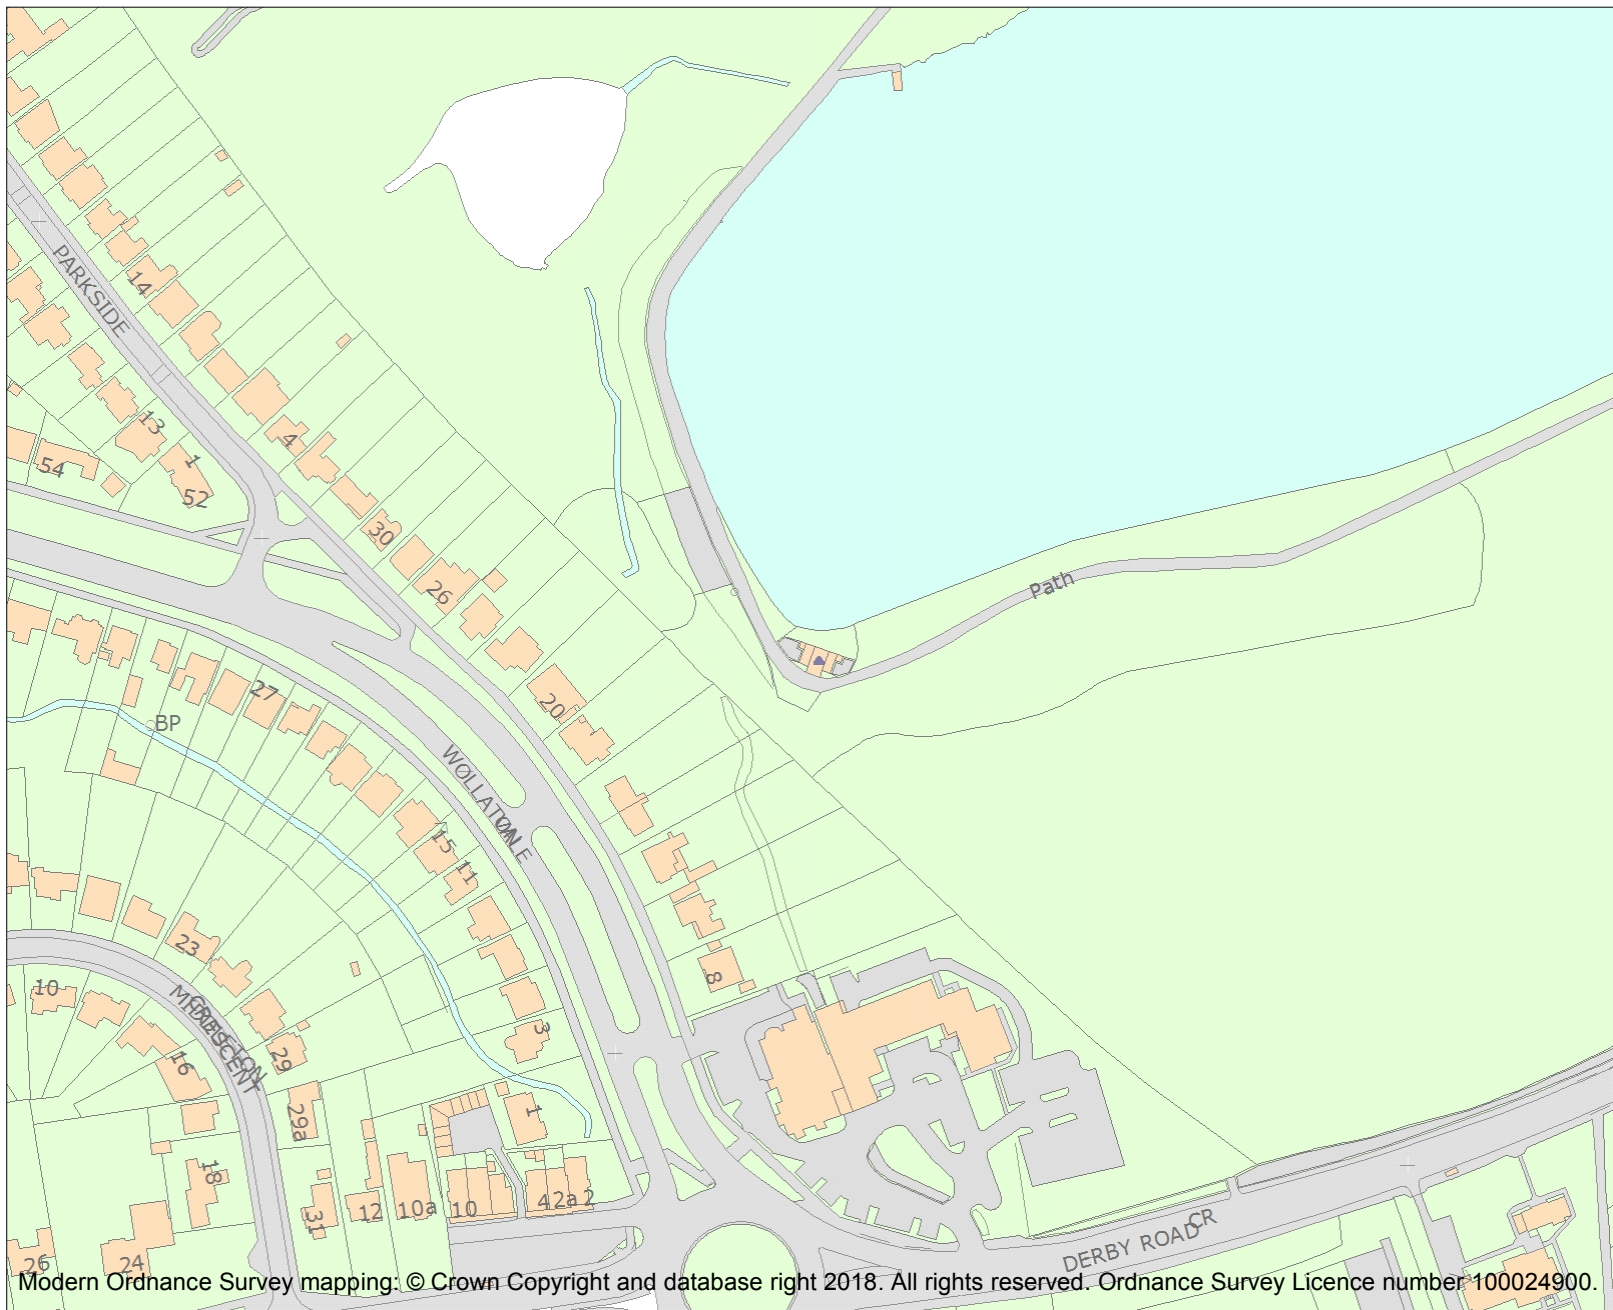 PARKSIDE
14
13
4
1
54
52
30
26
Path
20
27
BP
WOLLATON
VALE
15
11
23
8
10
MIDDLETON
CRESCENT
3
16
29
1
29a
18
12
10a
10
4
2a
2
31
CR
DERBY ROAD
26
24
Modern Ordnance Survey mapping: © Crown Copyright and database right 2018. All rights reserved. Ordnance Survey Licence number 100024900.